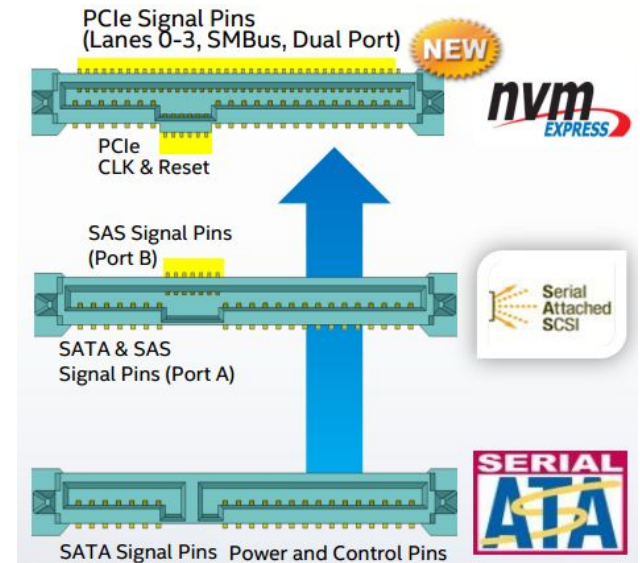 PCIe Signal Pins
(Lanes 0-3, SMBus, Dual Port)
NEW
nvm
EXPRESS
PCIe
CLK & Reset
SAS Signal Pins
(Port B)
Serial
Attached
SCSI
SATA & SAS
Signal Pins (Port A)
SERIAL
ATA
SATA Signal Pins
Power and Control Pins